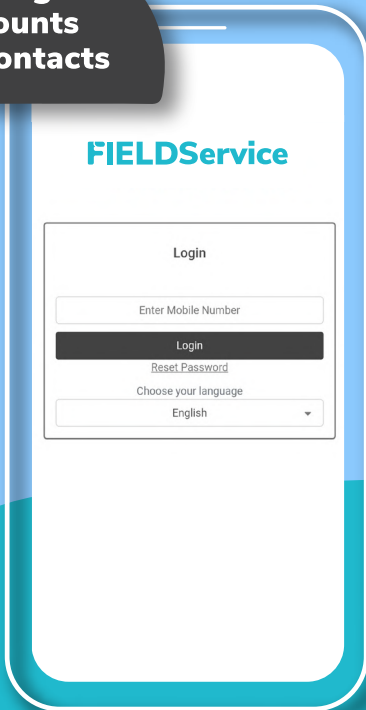 ounts
ontacts
FIELDService
Login
Enter Mobile Number
Login
Reset Password
Choose your language
English